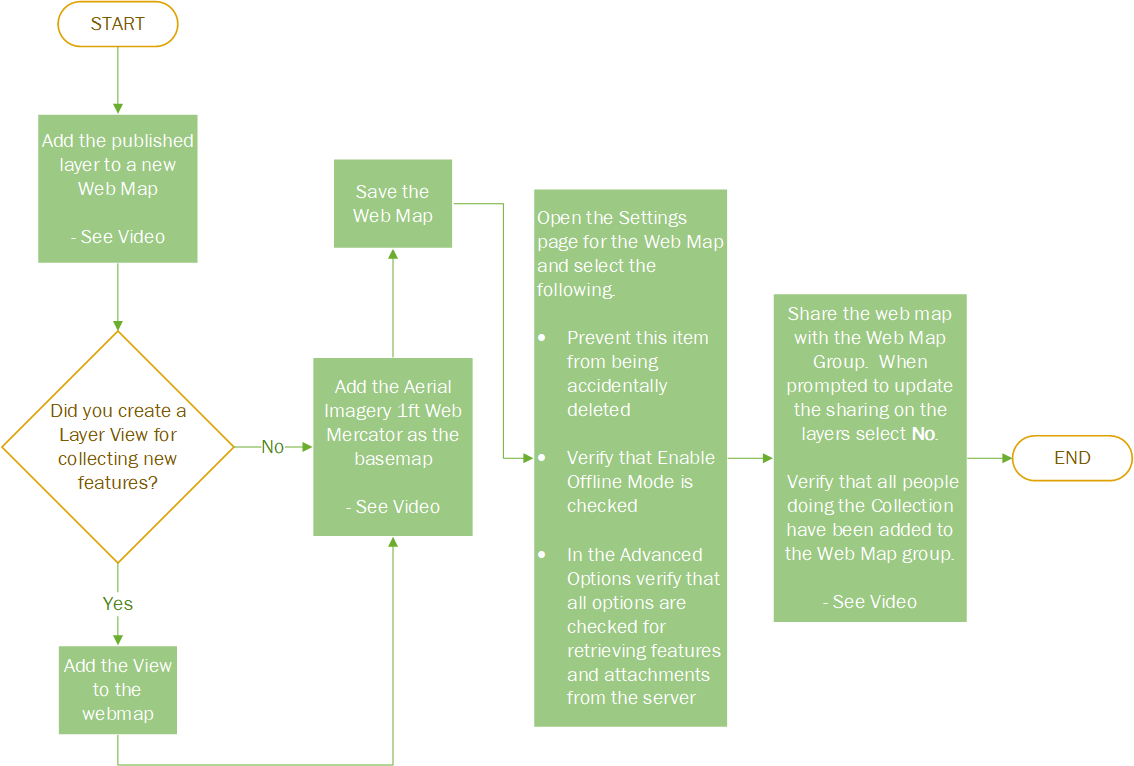 START
Add the published
layer to a new
Web Map
- See Video
Did you create a
Layer View for
collecting new
features?
No
Yes
Add the View
to the
webmap
Add the Aerial
Imagery 1ft Web
Mercator as the
basemap
- See Video
Save the
Web Map
Open the Settings
page for the Web Map
and select the
following.
• Prevent this item
from being
accidentally
deleted
• Verify that Enable
Offline Mode is
checked
• In the Advanced
Options verify that
all options are
checked for
retrieving features
and attachments
from the server
Share the web map
with the Web Map
Group. When
prompted to update
the sharing on the
layers select No.
Verify that all people
doing the Collection
have been added to
the Web Map group.
- See Video
END